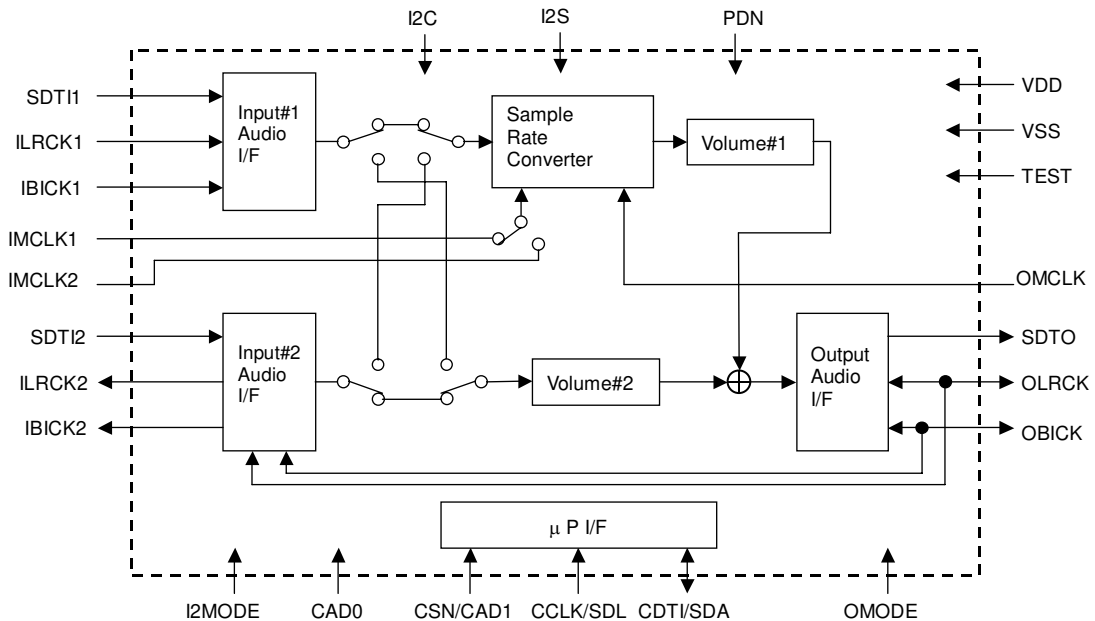 I2C
I2S
PDN
SDTI1
ILRCK1
IBICK1
IMCLK1
IMCLK2
SDTI2
ILRCK2
IBICK2
Input#1
Audio
I/F
Sample
Rate
Converter
Volume#1
VDD
VSS
TEST
OMCLK
SDTO
OLRCK
OBICK
Input#2
Audio
I/F
Volume#2
Output
Audio
I/F
μ P I/F
I2MODE
CAD0
CSN/CAD1
CCLK/SDL
CDTI/SDA
OMODE